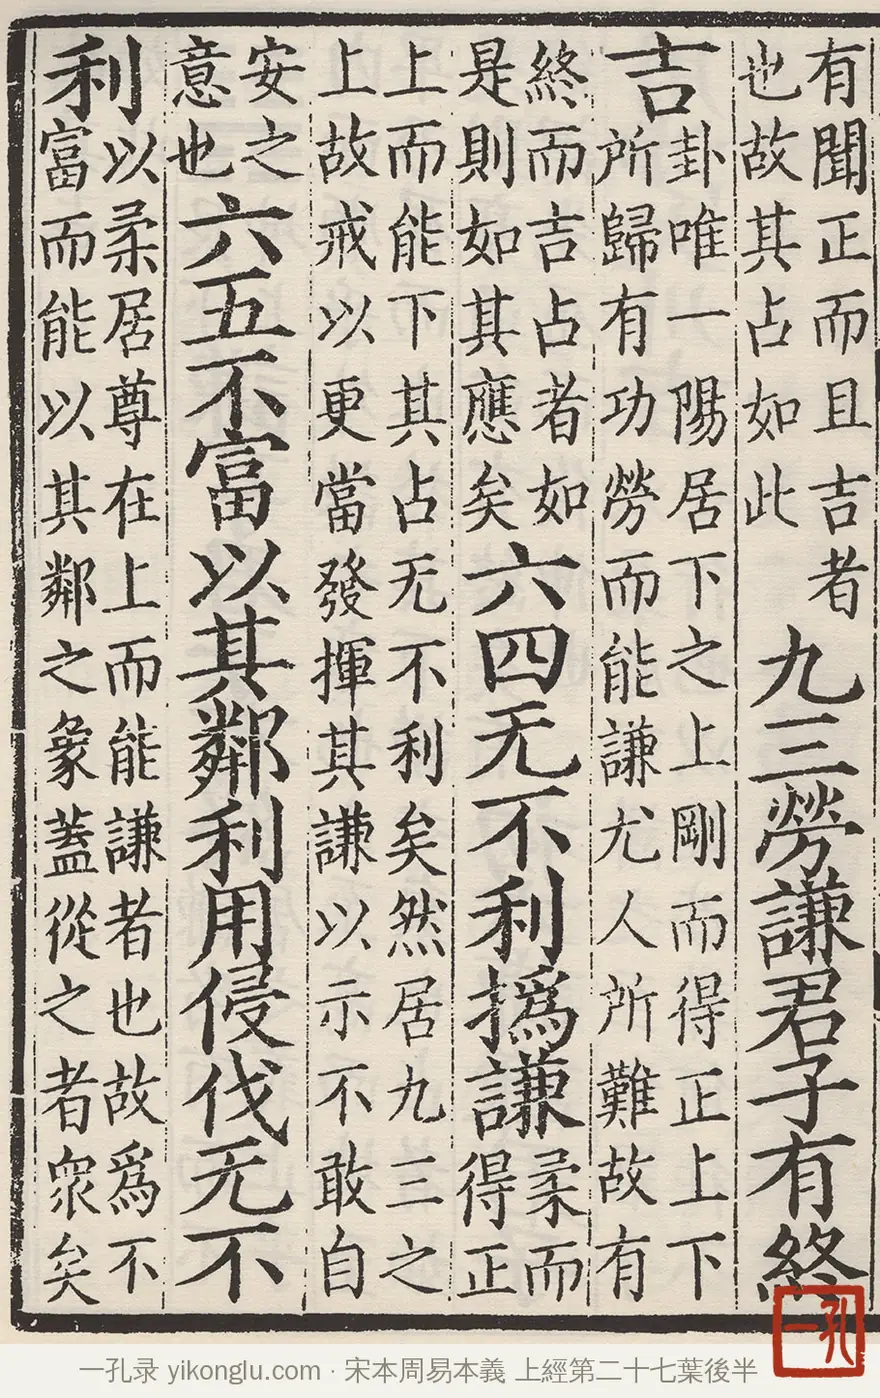 有聞正而且吉者
也故其占如此
九三勞謙君子有終
吉
卦唯一陽居下之上剛而得正上下
所歸有功勞而能謙尤人所難故有
終而吉占者如
是則如其應矣
六四无不利撝謙
柔而
得正
上而能下其占无不利矣然居九三之
上故戒以更當發揮其謙以示不敢自
安之
意也
六五不富以其鄰利用侵伐无不
利
以柔居尊在上而能謙者也故爲不
富而能以其鄰之象蓋從之者衆矣
一孔
一孔录 yikonglu.com · 宋本周易本義 上經第二十七葉後半